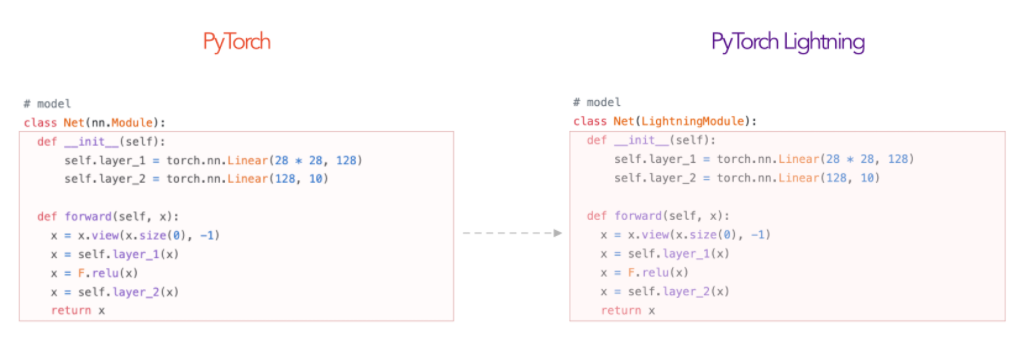 PyTorch
# model
class Net(nn.Module):
  def __init__(self):
      self.layer_1 = torch.nn.Linear(28 * 28, 128)
      self.layer_2 = torch.nn.Linear(128, 10)
  def forward(self, x):
    x = x.view(x.size(0), -1)
    x = self.layer_1(x)
    x = F.relu(x)
    x = self.layer_2(x)
    return x
PyTorch Lightning
# model
class Net(LightningModule):
  def __init__(self):
      self.layer_1 = torch.nn.Linear(28 * 28, 128)
      self.layer_2 = torch.nn.Linear(128, 10)
  def forward(self, x):
    x = x.view(x.size(0), -1)
    x = self.layer_1(x)
    x = F.relu(x)
    x = self.layer_2(x)
    return x